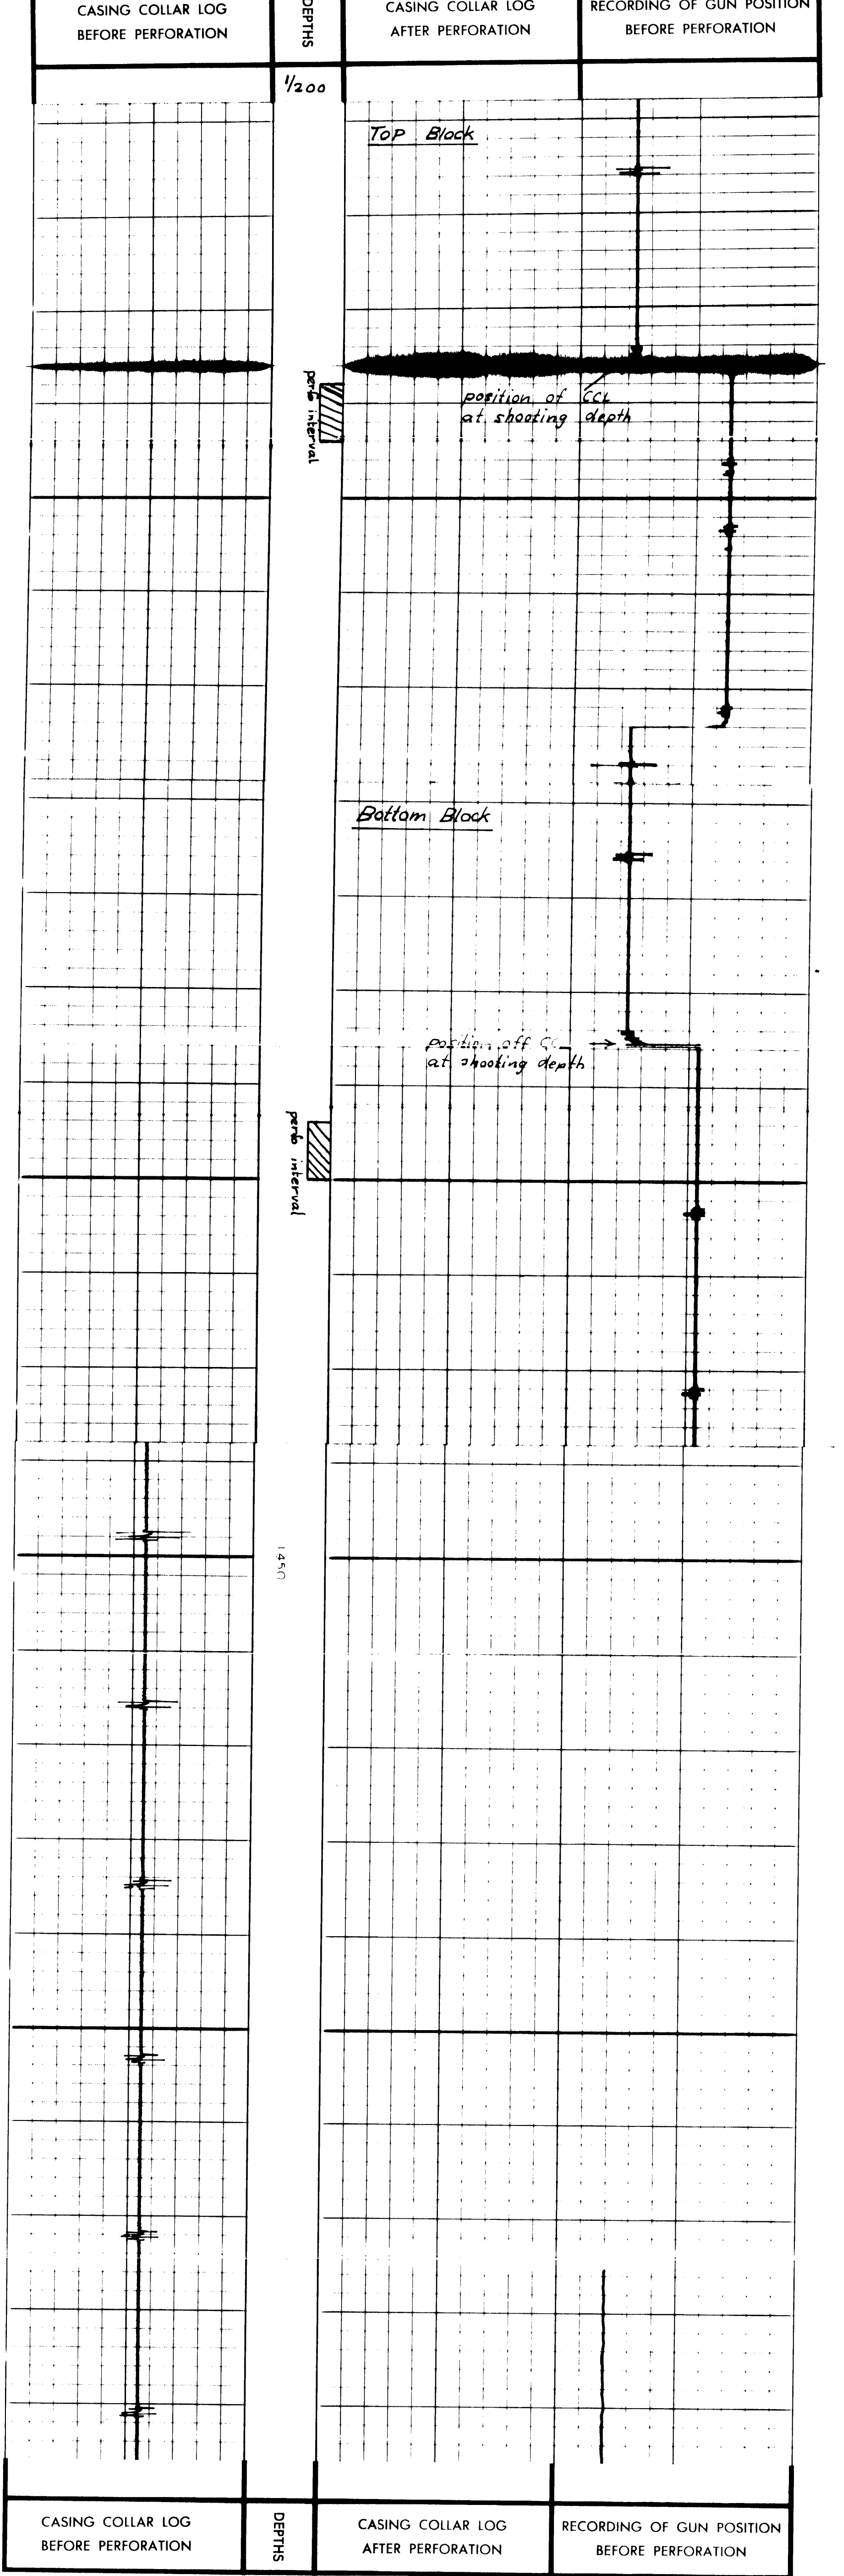 CASING COLLAR LOG
BEFORE PERFORATION
DEPTHS
CASING COLLAR LOG
AFTER PERFORATION
RECORDING OF GUN POSITION
BEFORE PERFORATION
1/200
Top Block
perfo interval
position of CCL
at shooting depth
Bottom Block
position off
at shooting depth
perfo interval
1450
CASING COLLAR LOG
BEFORE PERFORATION
DEPTHS
CASING COLLAR LOG
AFTER PERFORATION
RECORDING OF GUN POSITION
BEFORE PERFORATION